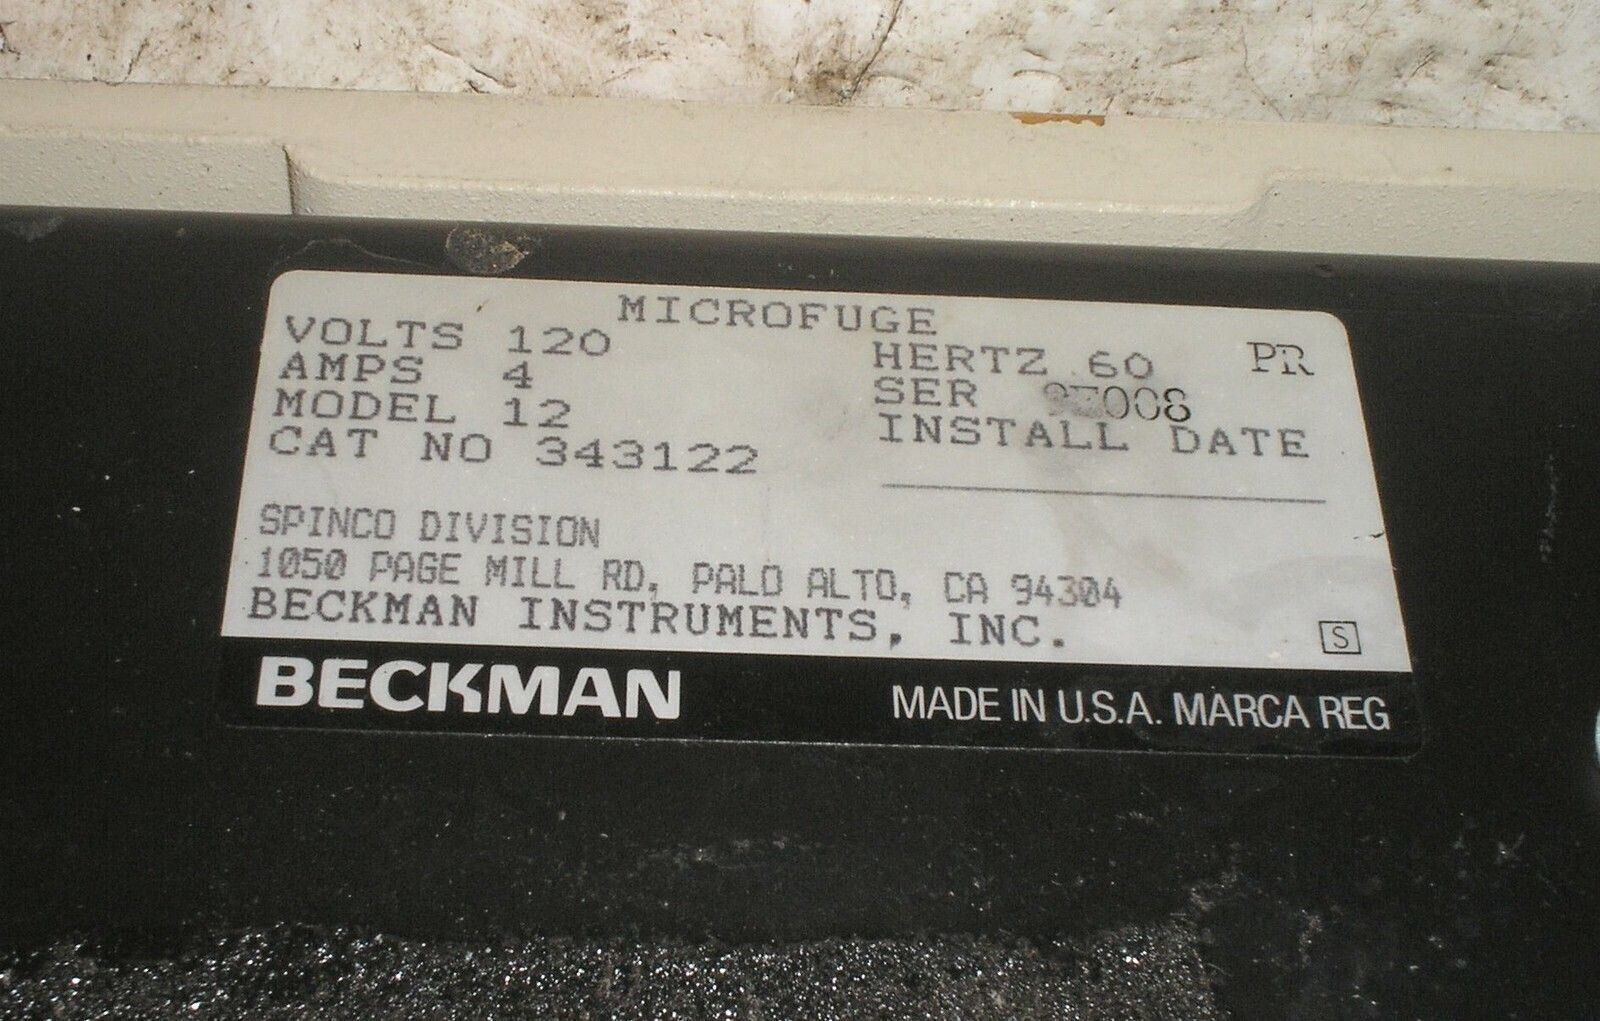 MICROFUGE
VOLTS 120
HERTZ 60
PR
AMPS 4
SER
MODEL 12
INSTALL DATE
CAT NO 343122
SPINCO DIVISION
1050 PAGE MILL RD, PALO ALTO, CA 94304
BECKMAN INSTRUMENTS, INC.
S
BECKMAN
MADE IN U.S.A. MARCA REG